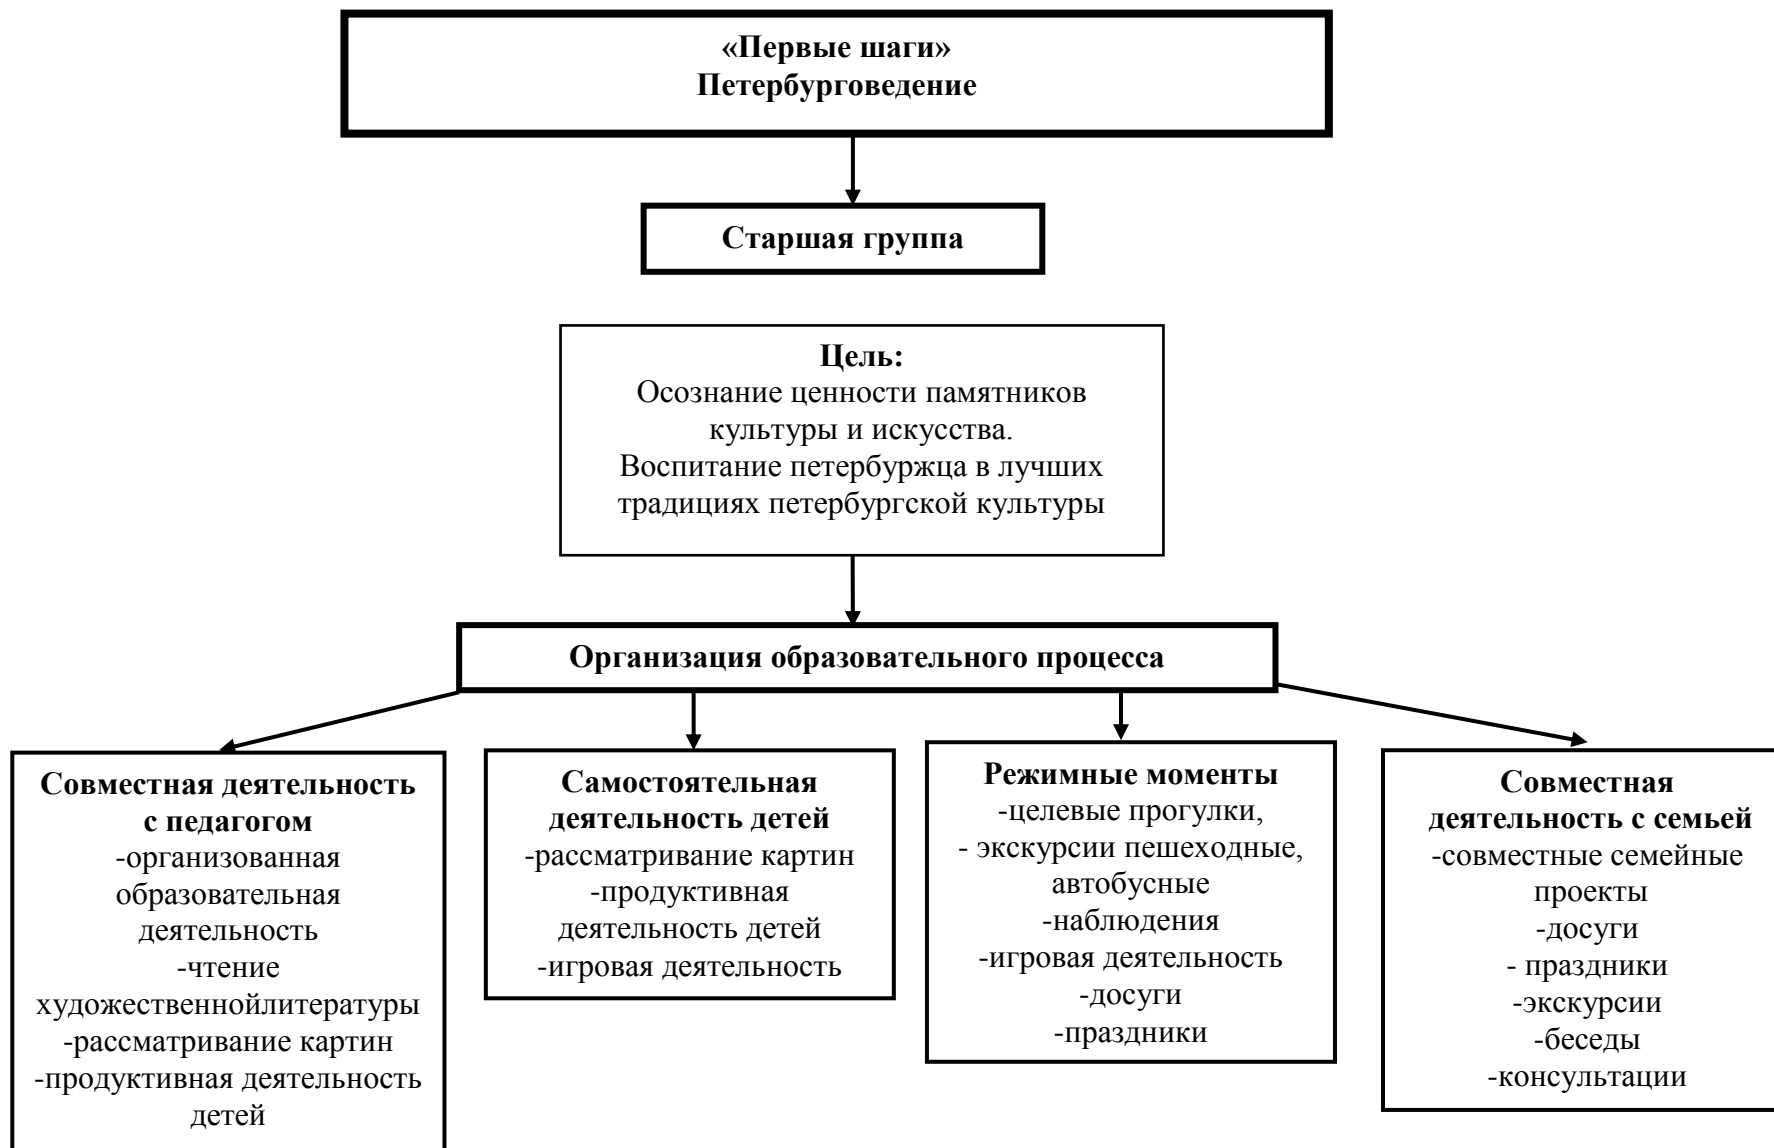 «Первые шаги»
Петербурговедение
Старшая группа
Цель:
Осознание ценности памятников
культуры и искусства.
Воспитание петербуржца в лучших
традициях петербургской культуры
Организация образовательного процесса
Совместная деятельность
с педагогом
-организованная
образовательная
деятельность
-чтение
художественнойлитературы
-рассматривание картин
-продуктивная деятельность
детей
Самостоятельная
деятельность детей
-рассматривание картин
-продуктивная
деятельность детей
-игровая деятельность
Режимные моменты
-целевые прогулки,
- экскурсии пешеходные,
автобусные
-наблюдения
-игровая деятельность
-досуги
-праздники
Совместная
деятельность с семьей
-совместные семейные
проекты
-досуги
- праздники
-экскурсии
-беседы
-консультации